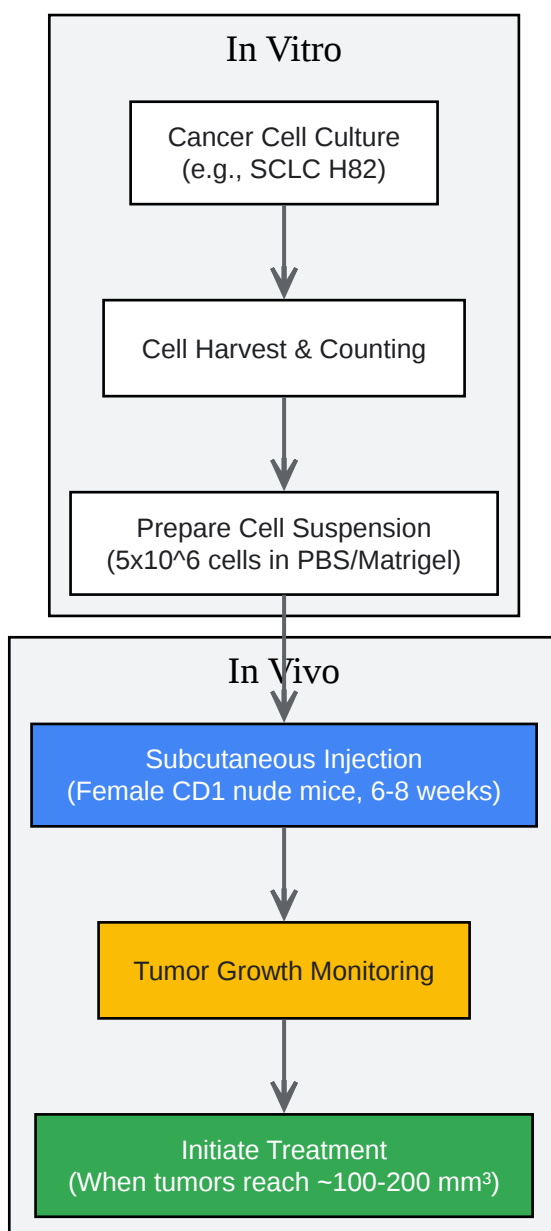 In Vitro
Cancer Cell Culture
(e.g., SCLC H82)
Cell Harvest & Counting
Prepare Cell Suspension
(5x10^6 cells in PBS/Matrigel)
In Vivo
Subcutaneous Injection
(Female CD1 nude mice, 6-8 weeks)
Tumor Growth Monitoring
Initiate Treatment
(When tumors reach ~100-200 mm³)